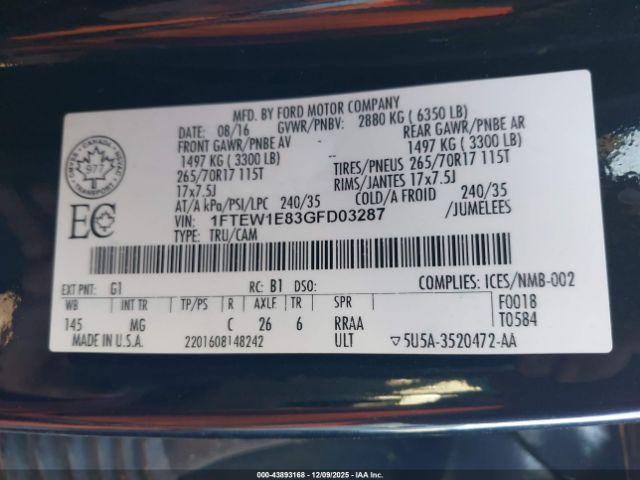 MFD. BY FORD MOTOR COMPANY
DATE: 08/16 GVWR/PNBV: 2880 KG ( 6350 LB)
FRONT GAWR/PNBE AV REAR GAWR/PNBE AR
1497 KG ( 3300 LB) 1497 KG ( 3300 LB)
265/70R17 115T TIRES/PNEUS 265/70R17 115T
17x7.5J RIMS/JANTES 17x7.5J
AT/A kPa/PSI/LPC 240/35 COLD/A FROID 240/35
VIN: 1FTEW1E83GFD03287 /JUMELEES
TYPE: TRU/CAM
CANADA
977
EC
EXT PNT: G1 RC: B1 DSO: COMPLIES: ICES/NMB-002
WB INT TR TP/PS R AXLE TR SPR F0018
145 MG C 26 6 RRAA T0584
MADE IN U.S.A. 2201608148242 ULT 5U5A-3520472-AA
000-43893168 - 12/09/2025 - IAA Inc.